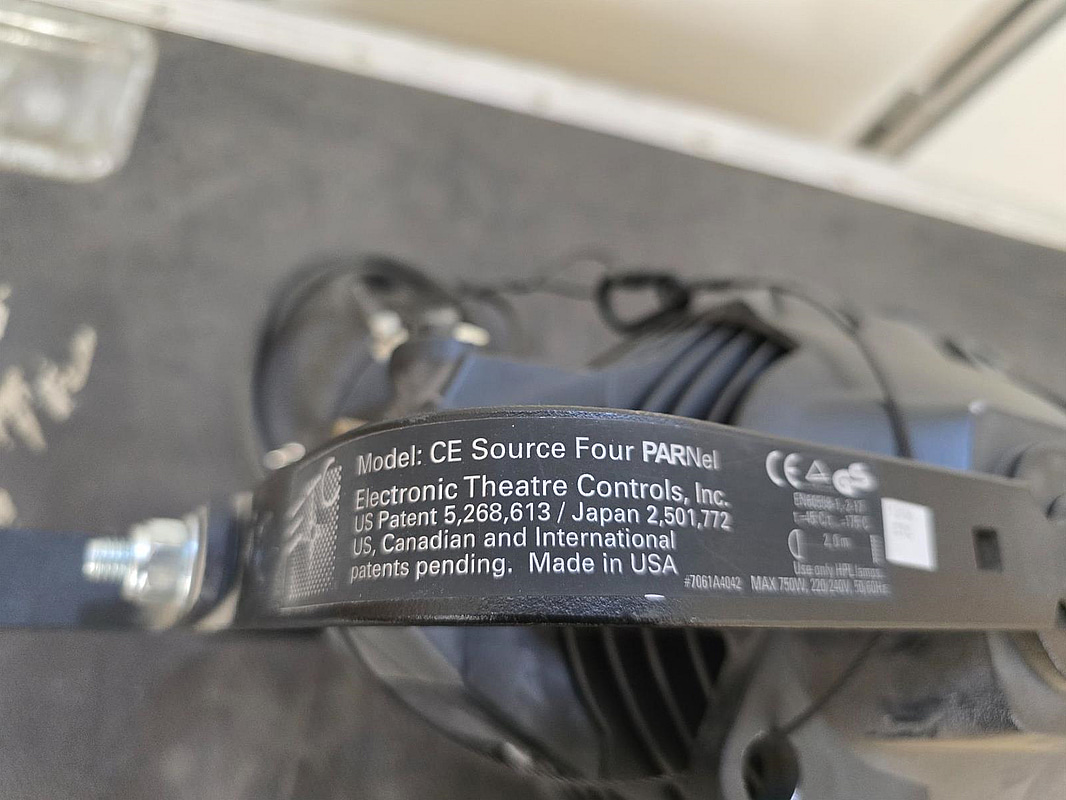 Model: CE Source Four PARNel
Electronic Theatre Controls, Inc.
US Patent 5,268,613 / Japan 2,501,772
US, Canadian and International
patents pending. Made in USA
#7061A4042 MAX 750W, 220/240V, 50/60Hz
CE GS
2,0m
Use only HPL lamps